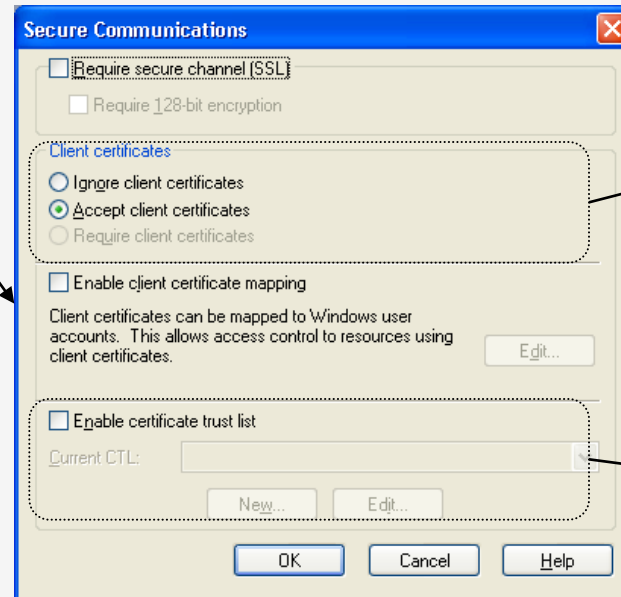 Secure Communications
Require secure channel (SSL)
Require 128-bit encryption
Client certificates
Ignore client certificates
Accept client certificates
Require client certificates
Enable client certificate mapping
Client certificates can be mapped to Windows user
accounts. This allows access control to resources using
client certificates.
Edit...
Enable certificate trust list
Current CTL:
New...
Edit...
OK
Cancel
Help